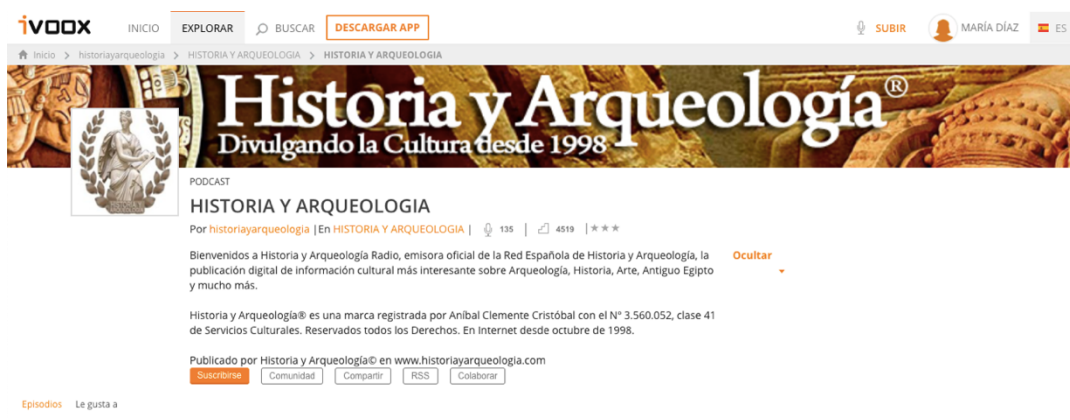 ivoox INICIO EXPLORAR BUSCAR DESCARGAR APP SUBIR MARÍA DÍAZ ES
Inicio > historiayarqueologia > HISTORIA Y ARQUEOLOGIA > HISTORIA Y ARQUEOLOGIA
Historia y Arqueología®
Divulgando la Cultura desde 1998
PODCAST
HISTORIA Y ARQUEOLOGIA
Por historiayarqueologia | En HISTORIA Y ARQUEOLOGIA | 135 | 4519 | ★★★
Bienvenidos a Historia y Arqueología Radio, emisora oficial de la Red Española de Historia y Arqueología, la
publicación digital de información cultural más interesante sobre Arqueología, Historia, Arte, Antiguo Egipto
y mucho más.
Ocultar
Historia y Arqueología® es una marca registrada por Aníbal Clemente Cristóbal con el Nº 3.560.052, clase 41
de Servicios Culturales. Reservados todos los Derechos. En Internet desde octubre de 1998.
Publicado por Historia y Arqueología© en www.historiayarqueologia.com
Suscribirse Comunidad Compartir RSS Colaborar
Episodios Le gusta a